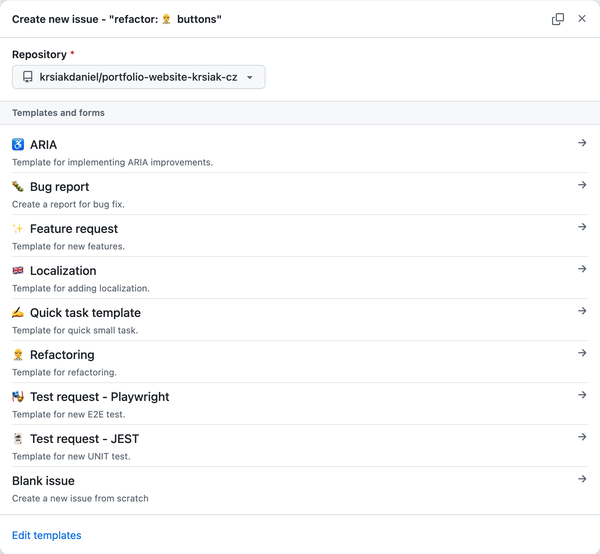 Create new issue - "refactor: 👷 buttons"
Repository *
krsiakdaniel/portfolio-website-krsiak-cz
Templates and forms
♿ ARIA
Template for implementing ARIA improvements.
🐛 Bug report
Create a report for bug fix.
✨ Feature request
Template for new features.
🇬🇧 Localization
Template for adding localization.
✍️ Quick task template
Template for quick small task.
👷 Refactoring
Template for refactoring.
🎭 Test request - Playwright
Template for new E2E test.
🃏 Test request - JEST
Template for new UNIT test.
Blank issue
Create a new issue from scratch
Edit templates